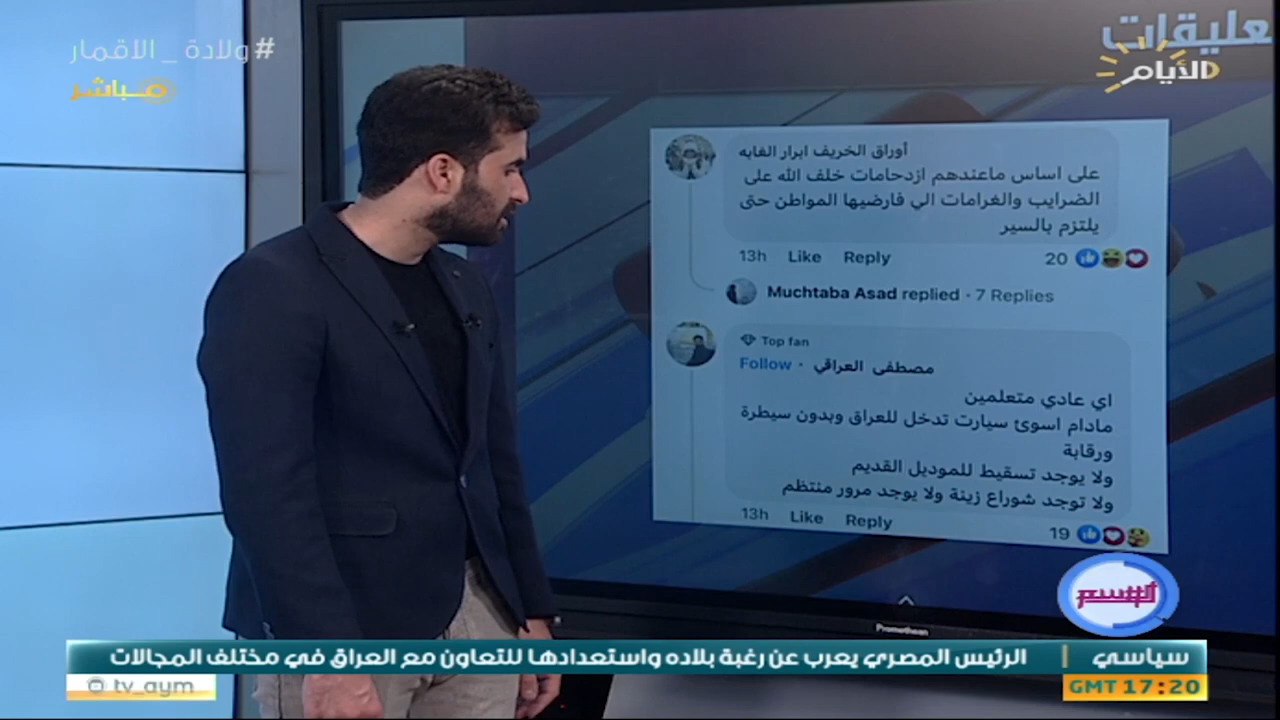 #ولادة_الاقمار
مباشر
عليقات
الأيام
أوراق الخريف ابرار الغابه
على اساس ماعندهم ازدحامات خلف الله على
الضرايب والغرامات الي فارضيها المواطن حتى
يلتزم بالسير
13h Like Reply 20
Muchtaba Asad replied · 7 Replies
Top fan
Follow · مصطفى العراقي
اي عادي متعلمين
مادام اسوئ سيارت تدخل للعراق وبدون سيطرة
ورقابة
ولا يوجد تسقيط للموديل القديم
ولا توجد شوراع زينة ولا يوجد مرور منتظم
13h Like Reply 19
Promethean
سياسي | الرئيس المصري يعرب عن رغبة بلاده واستعدادها للتعاون مع العراق في مختلف المجالات
tv_aym
GMT 17:20